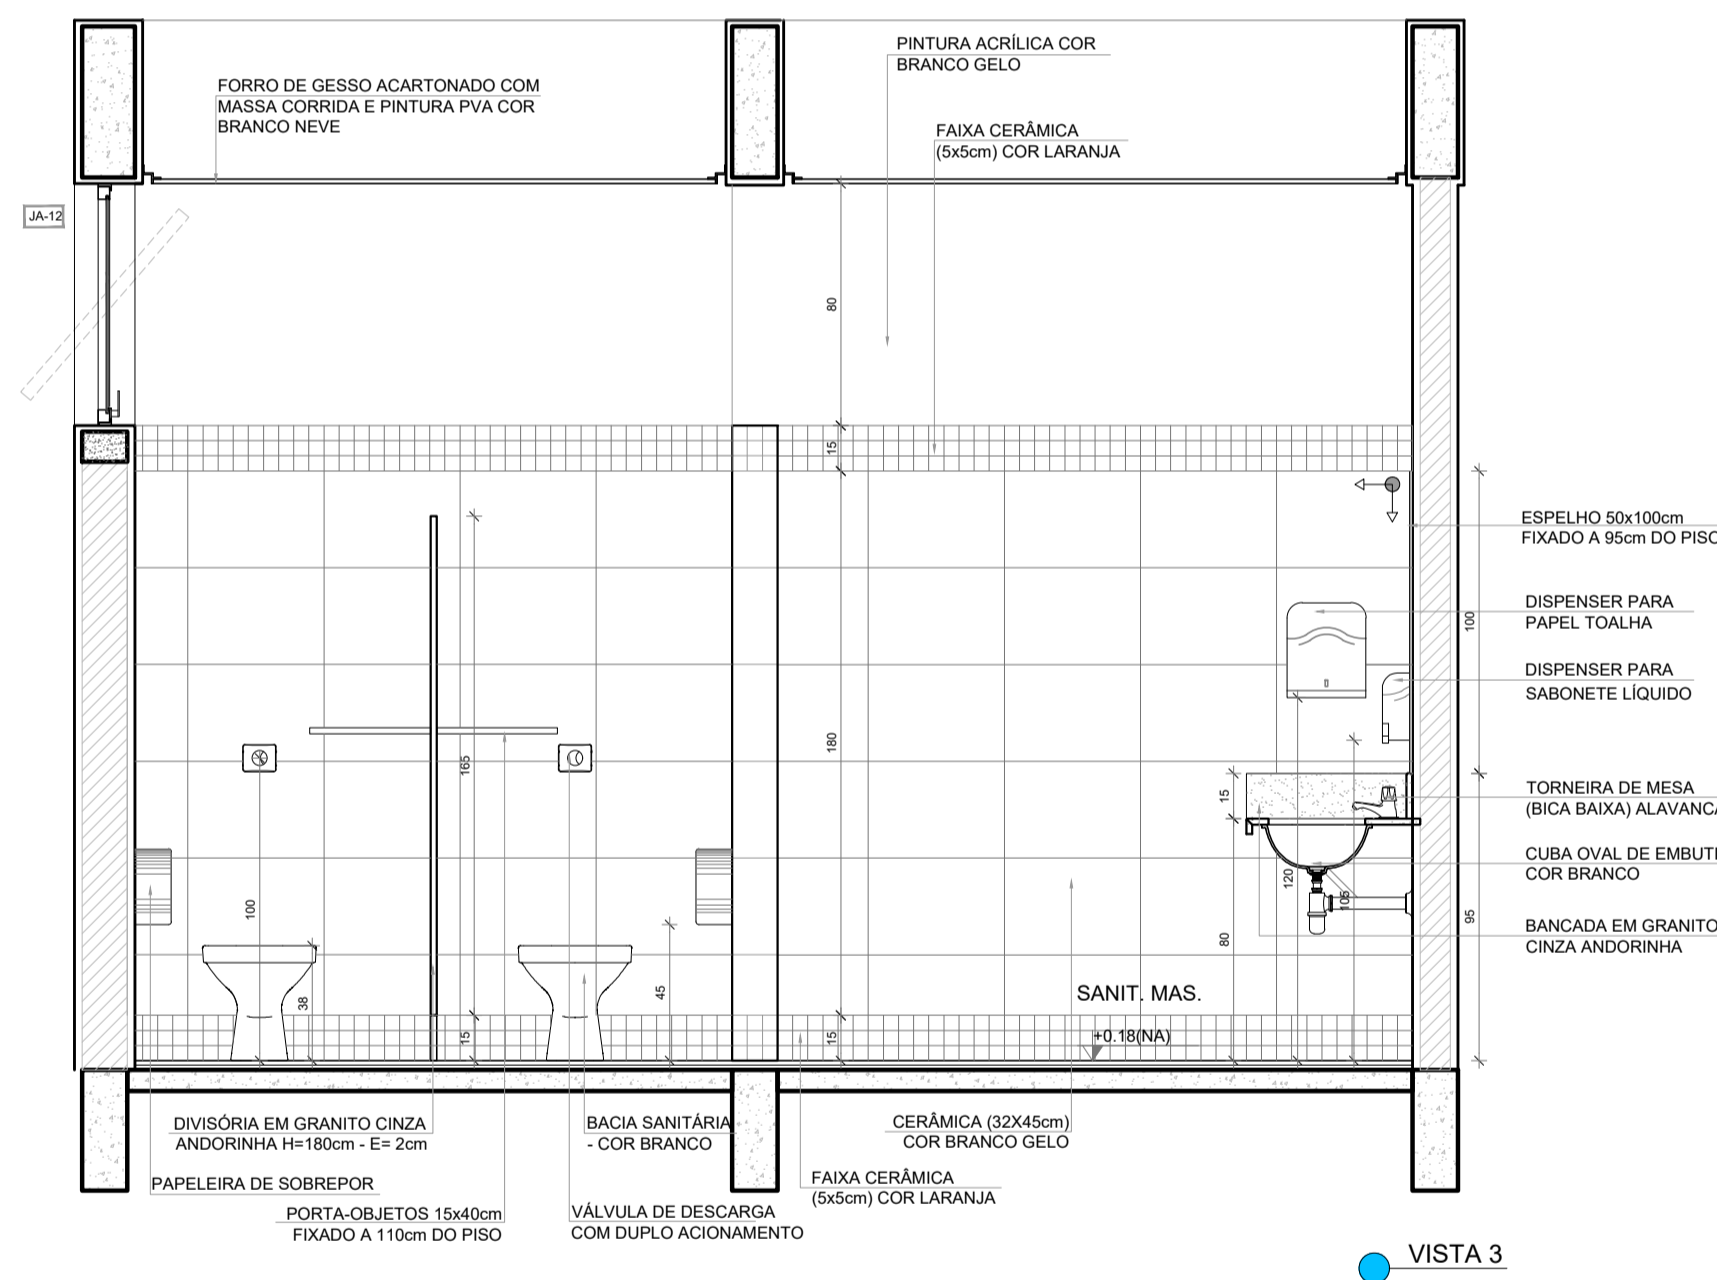 PINTURA ACRÍLICA COR
BRANCO GELO
FORRO DE GESSO ACARTONADO COM
MASSA CORRIDA E PINTURA PVA COR
BRANCO NEVE
FAIXA CERÂMICA
(5x5cm) COR LARANJA
JA-12
80
15
ESPELHO 50x100cm
FIXADO A 95cm DO PISO
DISPENSER PARA
PAPEL TOALHA
100
DISPENSER PARA
SABONETE LÍQUIDO
180
165
TORNEIRA DE MESA
(BICA BAIXA) ALAVANCA
15
CUBA OVAL DE EMBUTI
COR BRANCO
120
105
100
95
BANCADA EM GRANITO
CINZA ANDORINHA
80
45
38
SANIT. MAS.
+0.18(NA)
15
15
DIVISÓRIA EM GRANITO CINZA
ANDORINHA H=180cm - E= 2cm
BACIA SANITÁRIA
- COR BRANCO
CERÂMICA (32X45cm)
COR BRANCO GELO
PAPELEIRA DE SOBREPOR
FAIXA CERÂMICA
(5x5cm) COR LARANJA
PORTA-OBJETOS 15x40cm
FIXADO A 110cm DO PISO
VÁLVULA DE DESCARGA
COM DUPLO ACIONAMENTO
VISTA 3